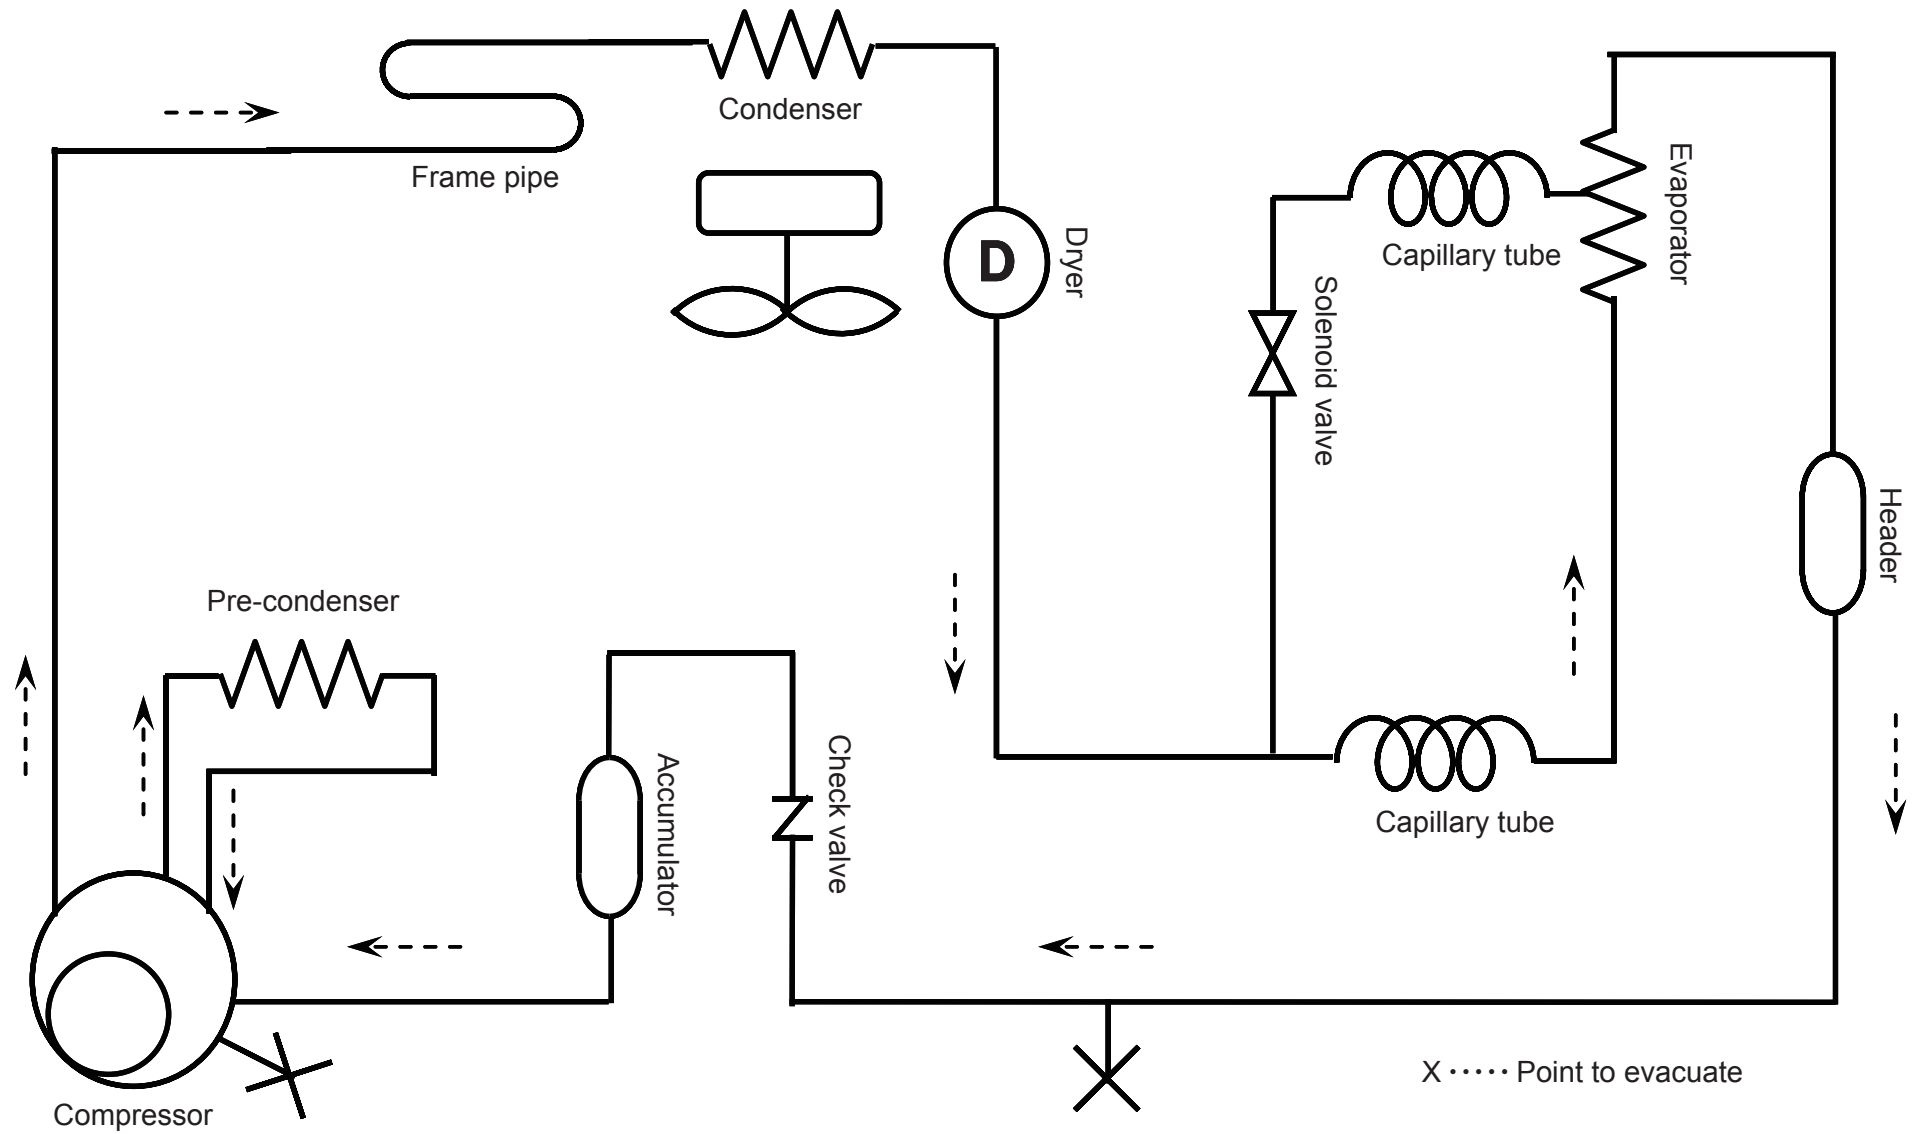 Condenser
Frame pipe
D
Dryer
Capillary tube
Evaporator
Solenoid valve
Header
Pre-condenser
Accumulator
Check valve
Capillary tube
Compressor
X ····· Point to evacuate